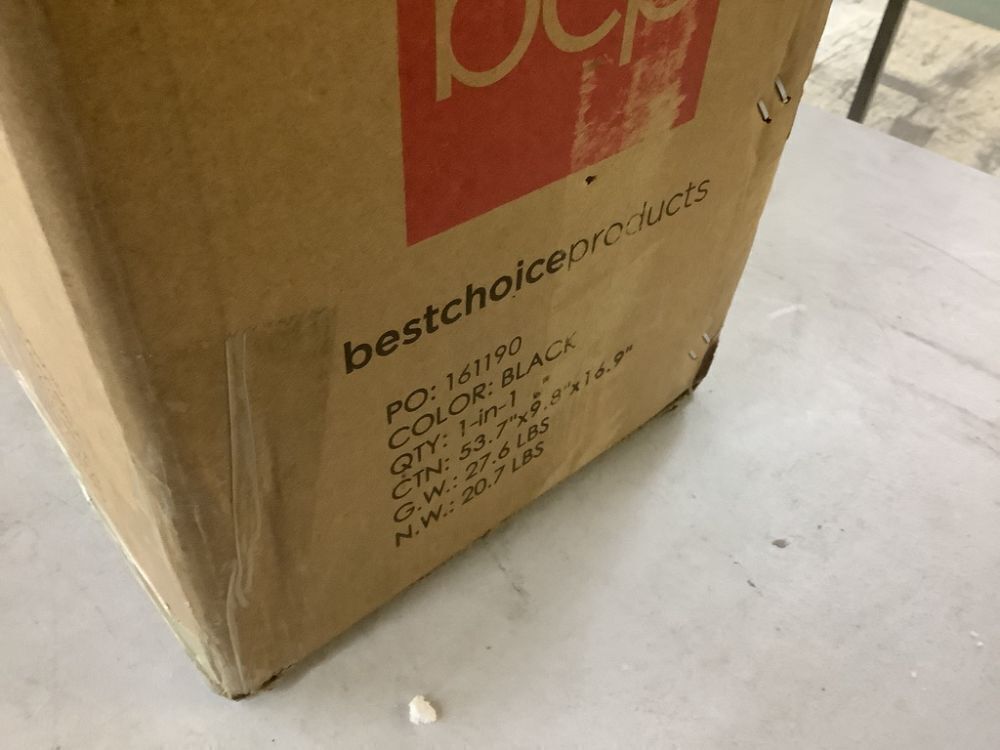 bcp
bestchoiceproducts
PO: 161190
COLOR: BLACK
QTY: 1-in-1
CTN: 53.7"x9.8"x16.9"
G.W.: 27.6 LBS
N.W.: 20.7 LBS